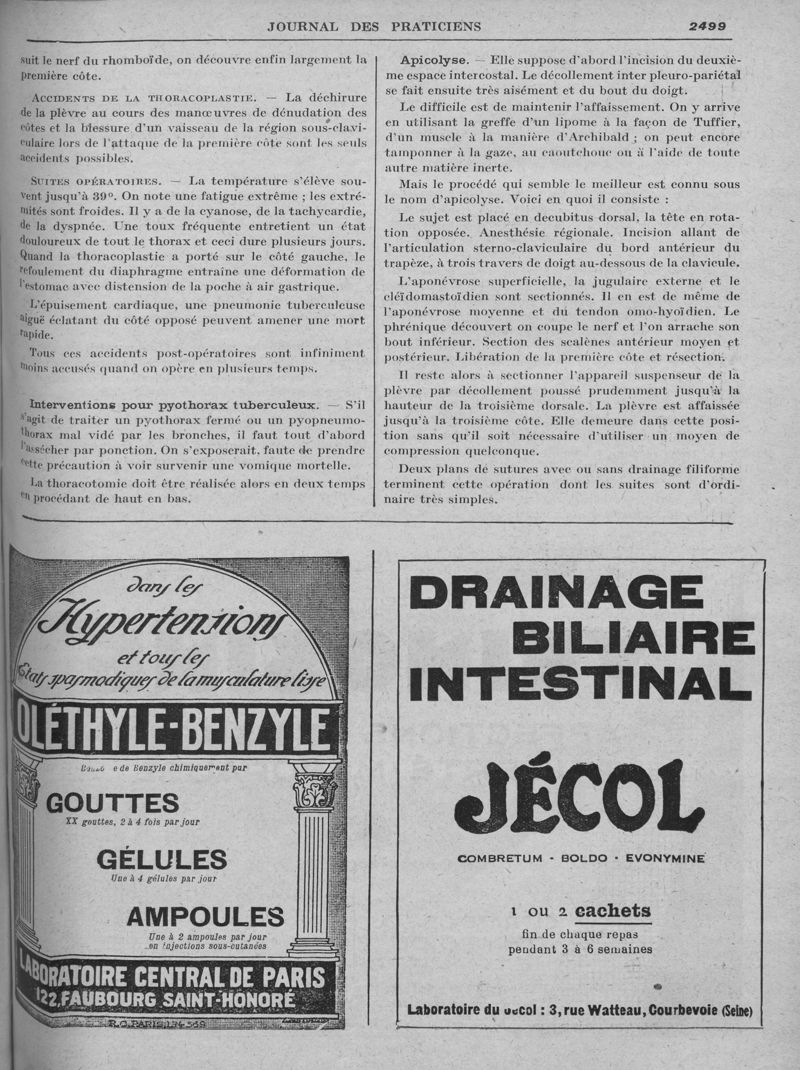 JOURNAL DES PRATICIENS
2499
suit le nerf du rhomboïde, on découvre enfin largement la
première côte.
ACCIDENTS DE LA THORACOPLASTIE. — La déchirure
de la plèvre au cours des manœuvres de dénudation des
côtes et la blessure d'un vaisseau de la région sous-clavi-
culaire lors de l'attaque de la première côte sont les seuls
accidents possibles.
SUITES OPÉRATOIRES. — La température s'élève sou-
vent jusqu'à 39°. On note une fatigue extrême ; les extré-
mités sont froides. Il y a de la cyanose, de la tachycardie,
de la dyspnée. Une toux fréquente entretient un état
douloureux de tout le thorax et ceci dure plusieurs jours.
Quand la thoracoplastie a porté sur le côté gauche, le
refoulement du diaphragme entraine une déformation de
l'estomac avec distension de la poche à air gastrique.
L'épuisement cardiaque, une pneumonie tuberculeuse
aiguë éclatant du côté opposé peuvent amener une mort
rapide.
Tous ces accidents post-opératoires sont infiniment
moins accusés quand on opère en plusieurs temps.
Interventions pour pyothorax tuberculeux. — S'il
s'agit de traiter un pyothorax fermé ou un pyopneumo-
thorax mal vidé par les bronches, il faut tout d'abord
l'assécher par ponction. On s'exposerait, faute de prendre
cette précaution à voir survenir une vomique mortelle.
La thoracotomie doit être réalisée alors en deux temps
en procédant de haut en bas.
Apicolyse. — Elle suppose d'abord l'incision du deuxiè-
me espace intercostal. Le décollement inter pleuro-pariétal
se fait ensuite très aisément et du bout du doigt.
Le difficile est de maintenir l'affaissement. On y arrive
en utilisant la greffe d'un lipome à la façon de Tuffier,
d'un muscle à la manière d'Archibald ; on peut encore
tamponner à la gaze, au caoutchouc ou à l'aide de toute
autre matière inerte.
Mais le procédé qui semble le meilleur est connu sous
le nom d'apicolyse. Voici en quoi il consiste :
Le sujet est placé en decubitus dorsal, la tête en rota-
tion opposée. Anesthésie régionale. Incision allant de
l'articulation sterno-claviculaire du bord antérieur du
trapèze, à trois travers de doigt au-dessous de la clavicule.
L'aponévrose superficielle, la jugulaire externe et le
cléïdomastoïdien sont sectionnés. Il en est de même de
l'aponévrose moyenne et du tendon omo-hyoïdien. Le
phrénique découvert on coupe le nerf et l'on arrache son
bout inférieur. Section des scalènes antérieur moyen et
postérieur. Libération de la première côte et résection.
Il reste alors à sectionner l'appareil suspenseur de la
plèvre par décollement poussé prudemment jusqu'à la
hauteur de la troisième dorsale. La plèvre est affaissée
jusqu'à la troisième côte. Elle demeure dans cette posi-
tion sans qu'il soit nécessaire d'utiliser un moyen de
compression quelconque.
Deux plans de sutures avec ou sans drainage filiforme
terminent cette opération dont les suites sont d'ordi-
naire très simples.
dans les
Hypertensions
et tous les
états spasmodiques de la musculature lisse
OLÉTHYLE-BENZYLE
e de Benzyle chimiquement pur
GOUTTES
XX gouttes, 2 à 4 fois par jour
GÉLULES
Une à 4 gélules par jour
AMPOULES
Une à 2 ampoules par jour
en injections sous-cutanées
LABORATOIRE CENTRAL DE PARIS
122, FAUBOURG SAINT-HONORÉ
R.C. PARIS
DRAINAGE
BILIAIRE
INTESTINAL
JÉCOL
COMBRETUM - BOLDO - EVONYMINE
1 OU 2 cachets
fin de chaque repas
pendant 3 à 6 semaines
Laboratoire du Jécol : 3, rue Watteau, Courbevoie (Seine)